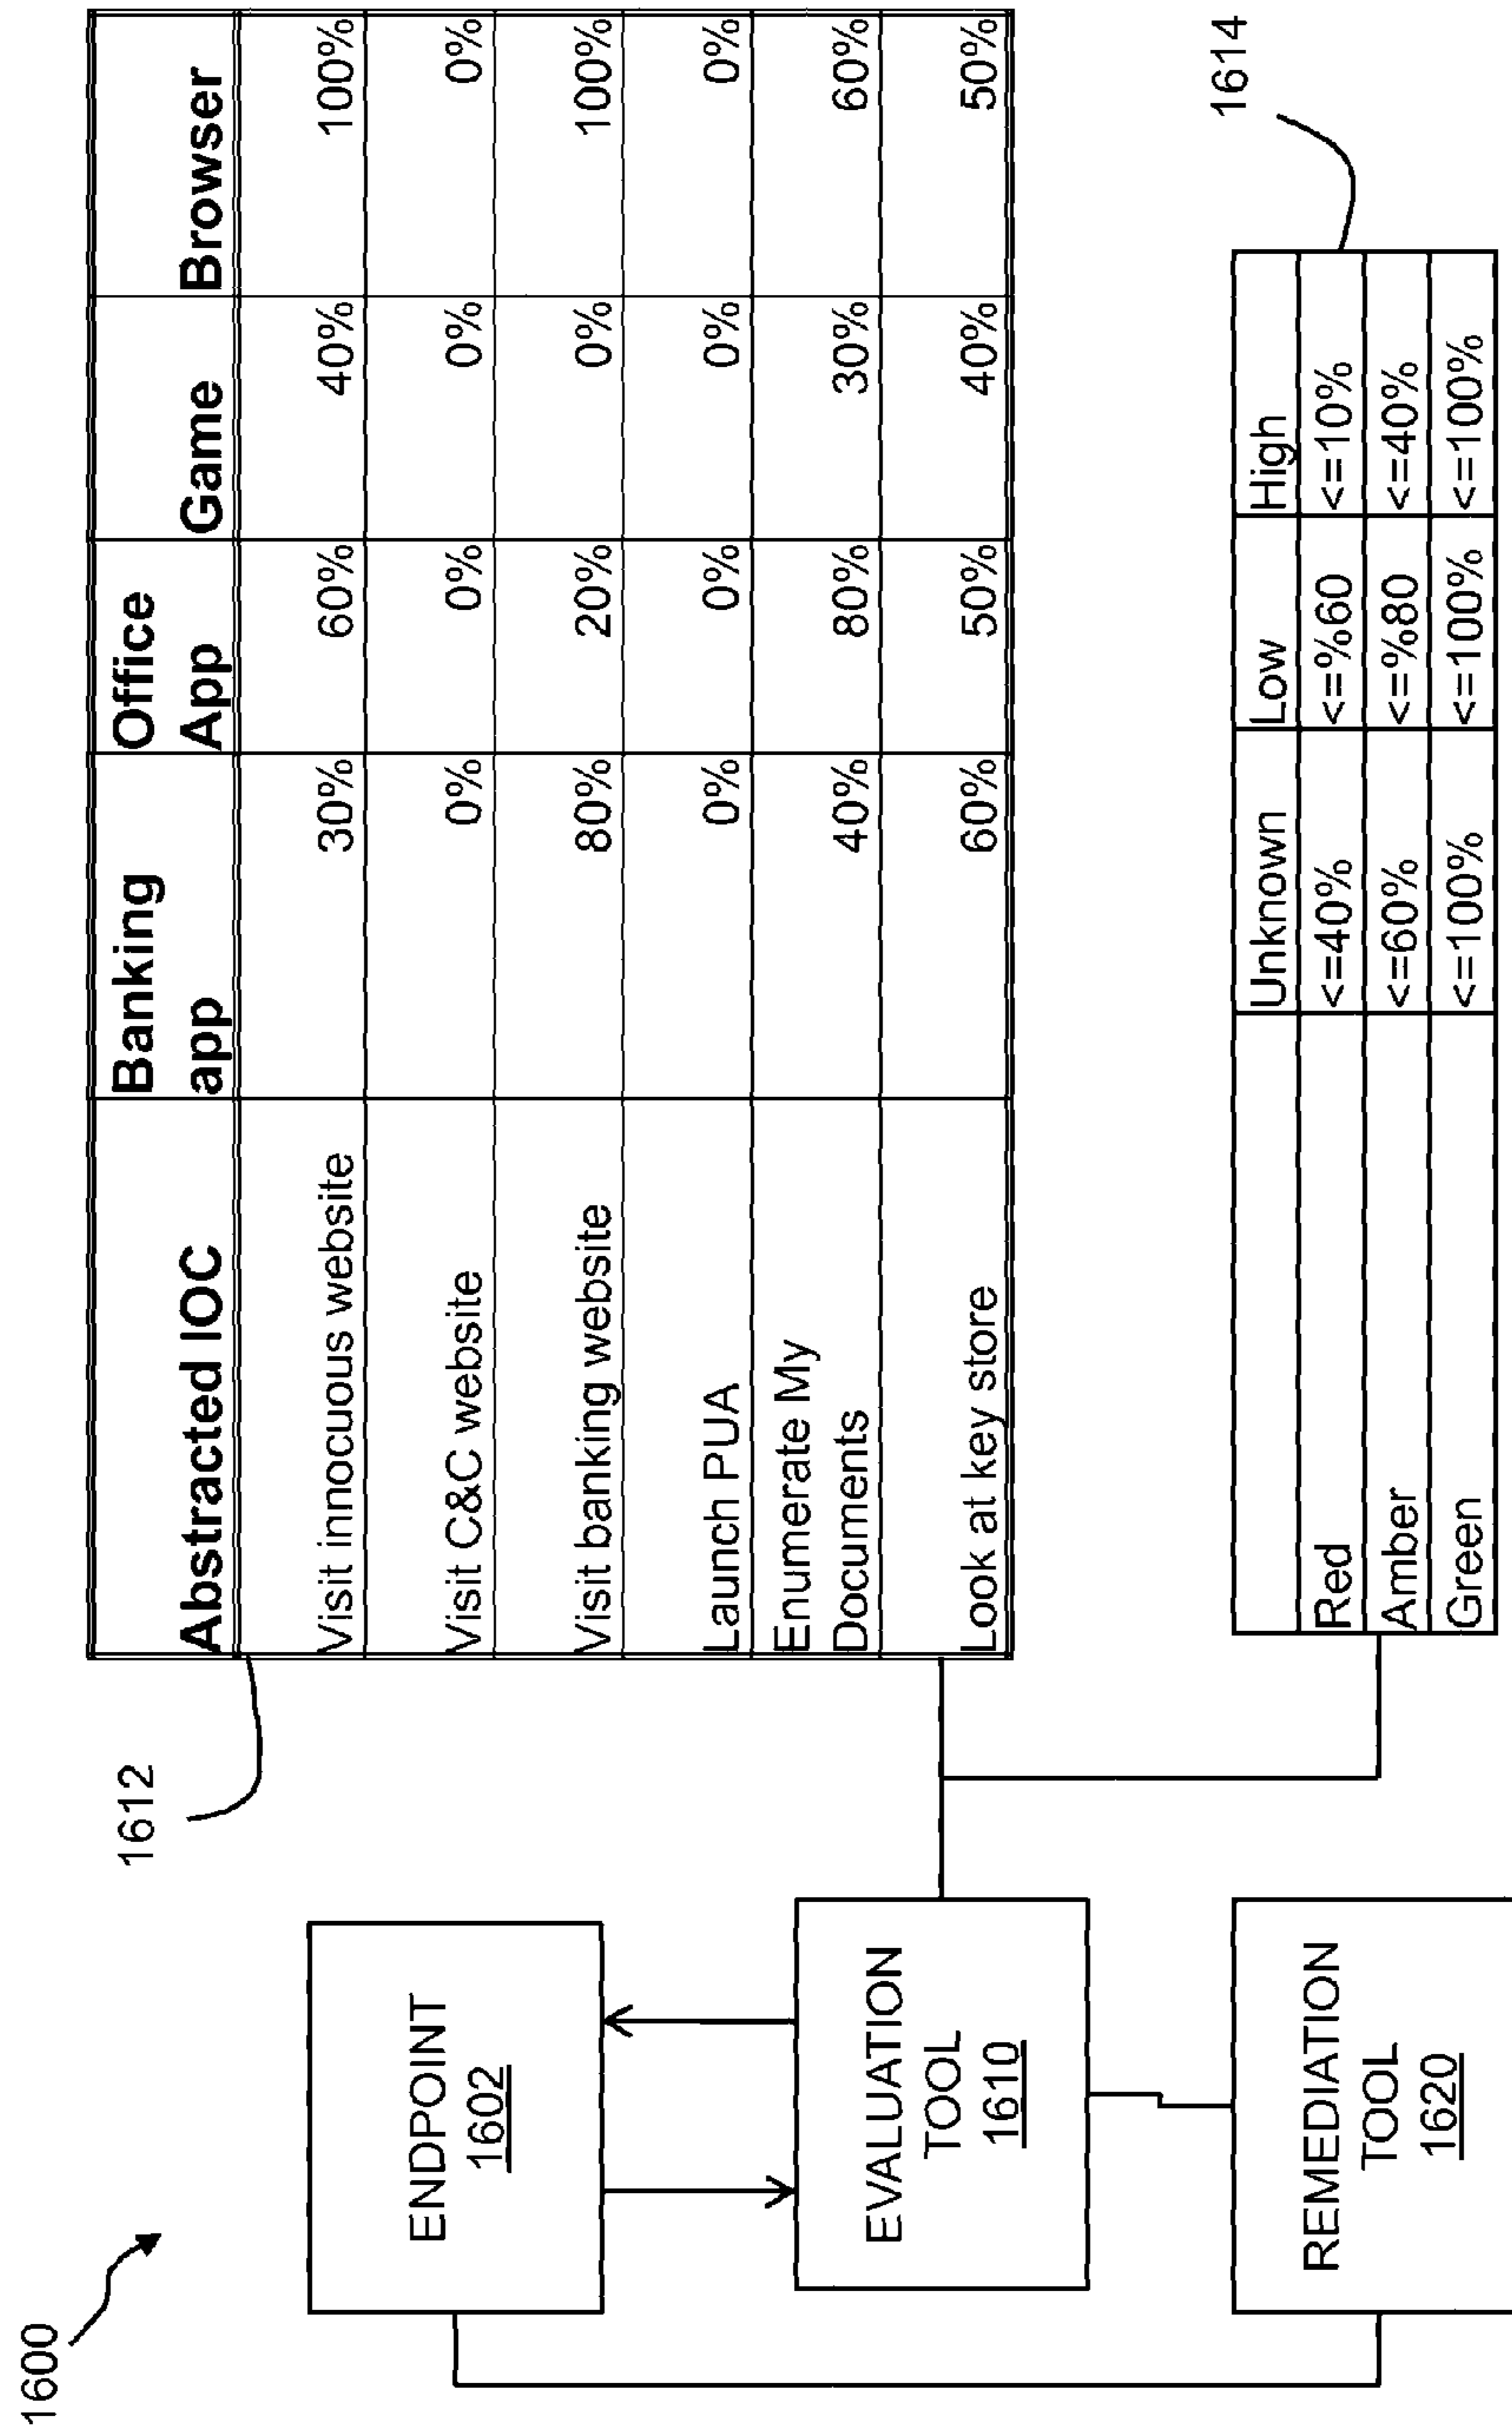 1600
ENDPOINT
1602
EVALUATION
TOOL
1610
REMEDIATION
TOOL
1620
1612
Abstracted IOC Banking app Office App Game Browser
Visit innocuous website 30% 60% 40% 100%
Visit C&C website 0% 0% 0% 0%
Visit banking website 80% 20% 0% 100%
Launch PUA 0% 0% 0% 0%
Enumerate My
Documents 40% 80% 30% 60%
Look at key store 60% 50% 40% 50%
1614
Unknown Low High
Red <=40% <=%60 <=10%
Amber <=60% <=%80 <=40%
Green <=100% <=100% <=100%